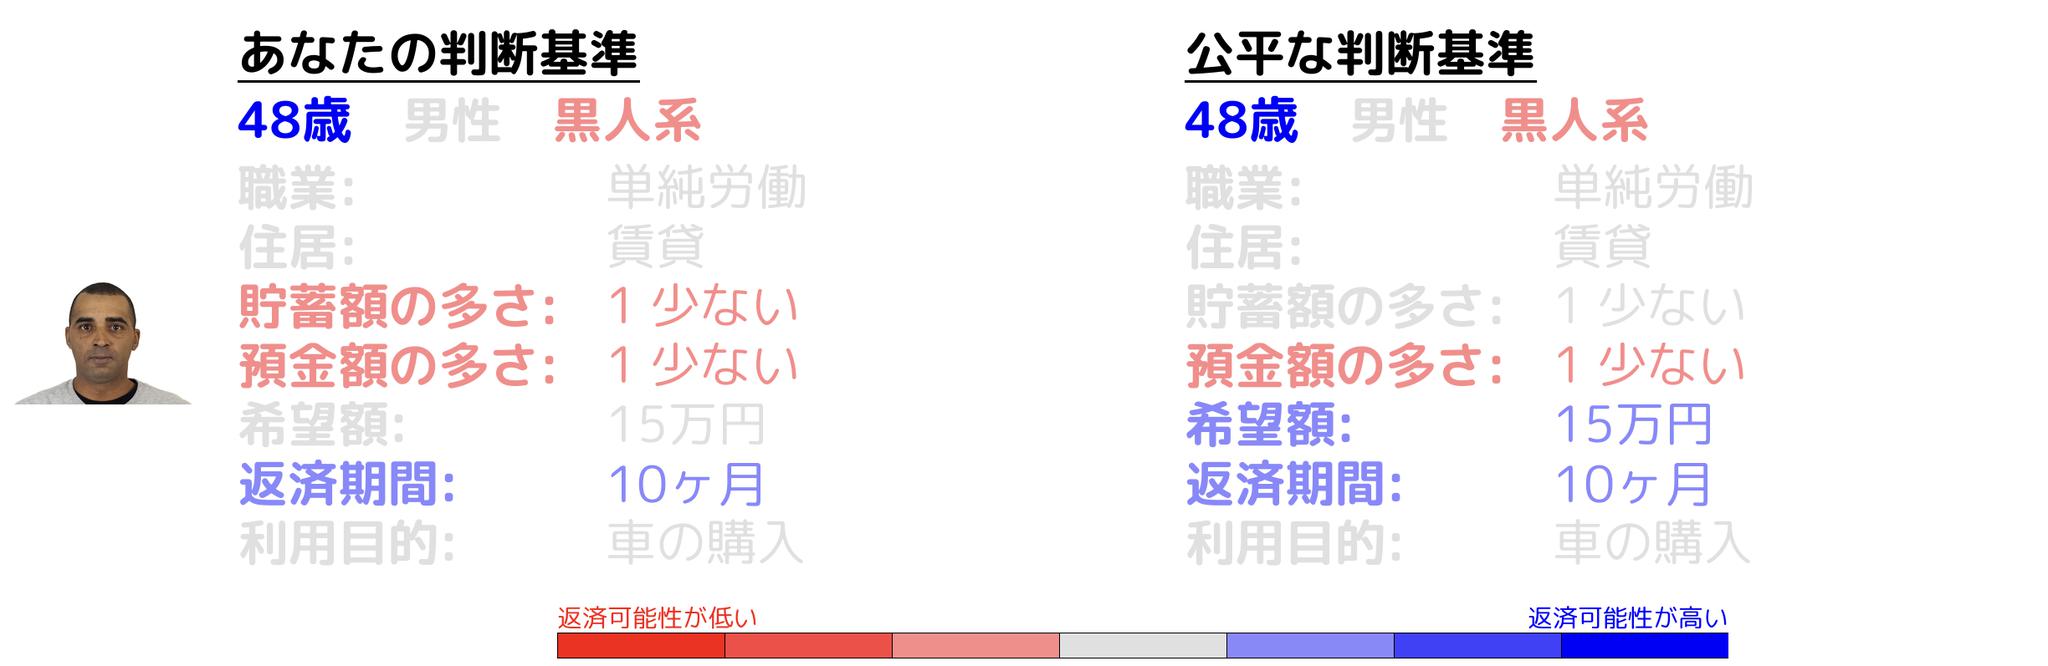 あなたの判断基準
48歳 男性 黒人系
職業: 単純労働
住居: 賃貸
貯蓄額の多さ: 1 少ない
預金額の多さ: 1 少ない
希望額: 15万円
返済期間: 10ヶ月
利用目的: 車の購入
公平な判断基準
48歳 男性 黒人系
職業: 単純労働
住居: 賃貸
貯蓄額の多さ: 1 少ない
預金額の多さ: 1 少ない
希望額: 15万円
返済期間: 10ヶ月
利用目的: 車の購入
返済可能性が低い
返済可能性が高い